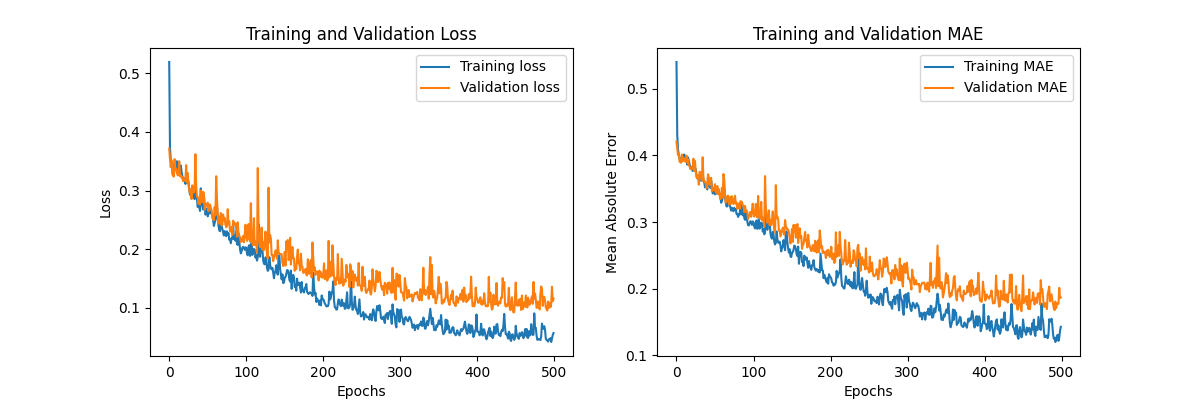 Training and Validation Loss
Training loss
Validation loss
0.5
0.4
0.3
0.2
0.1
Loss
0 100 200 300 400 500
Epochs
Training and Validation MAE
Training MAE
Validation MAE
0.5
0.4
0.3
0.2
0.1
Mean Absolute Error
0 100 200 300 400 500
Epochs